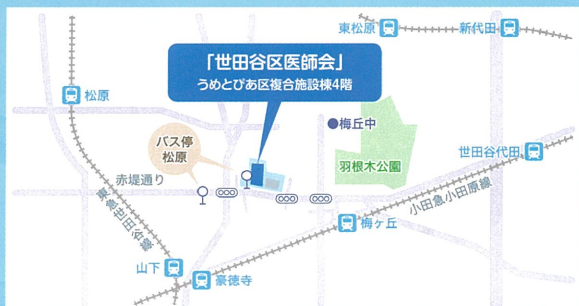 東松原
新代田
「世田谷区医師会」
うめとぴあ区複合施設棟4階
松原
梅丘中
バス停
松原
世田谷代田
羽根木公園
赤堤通り
東急世田谷線
小田急小田原線
梅ヶ丘
山下
豪徳寺